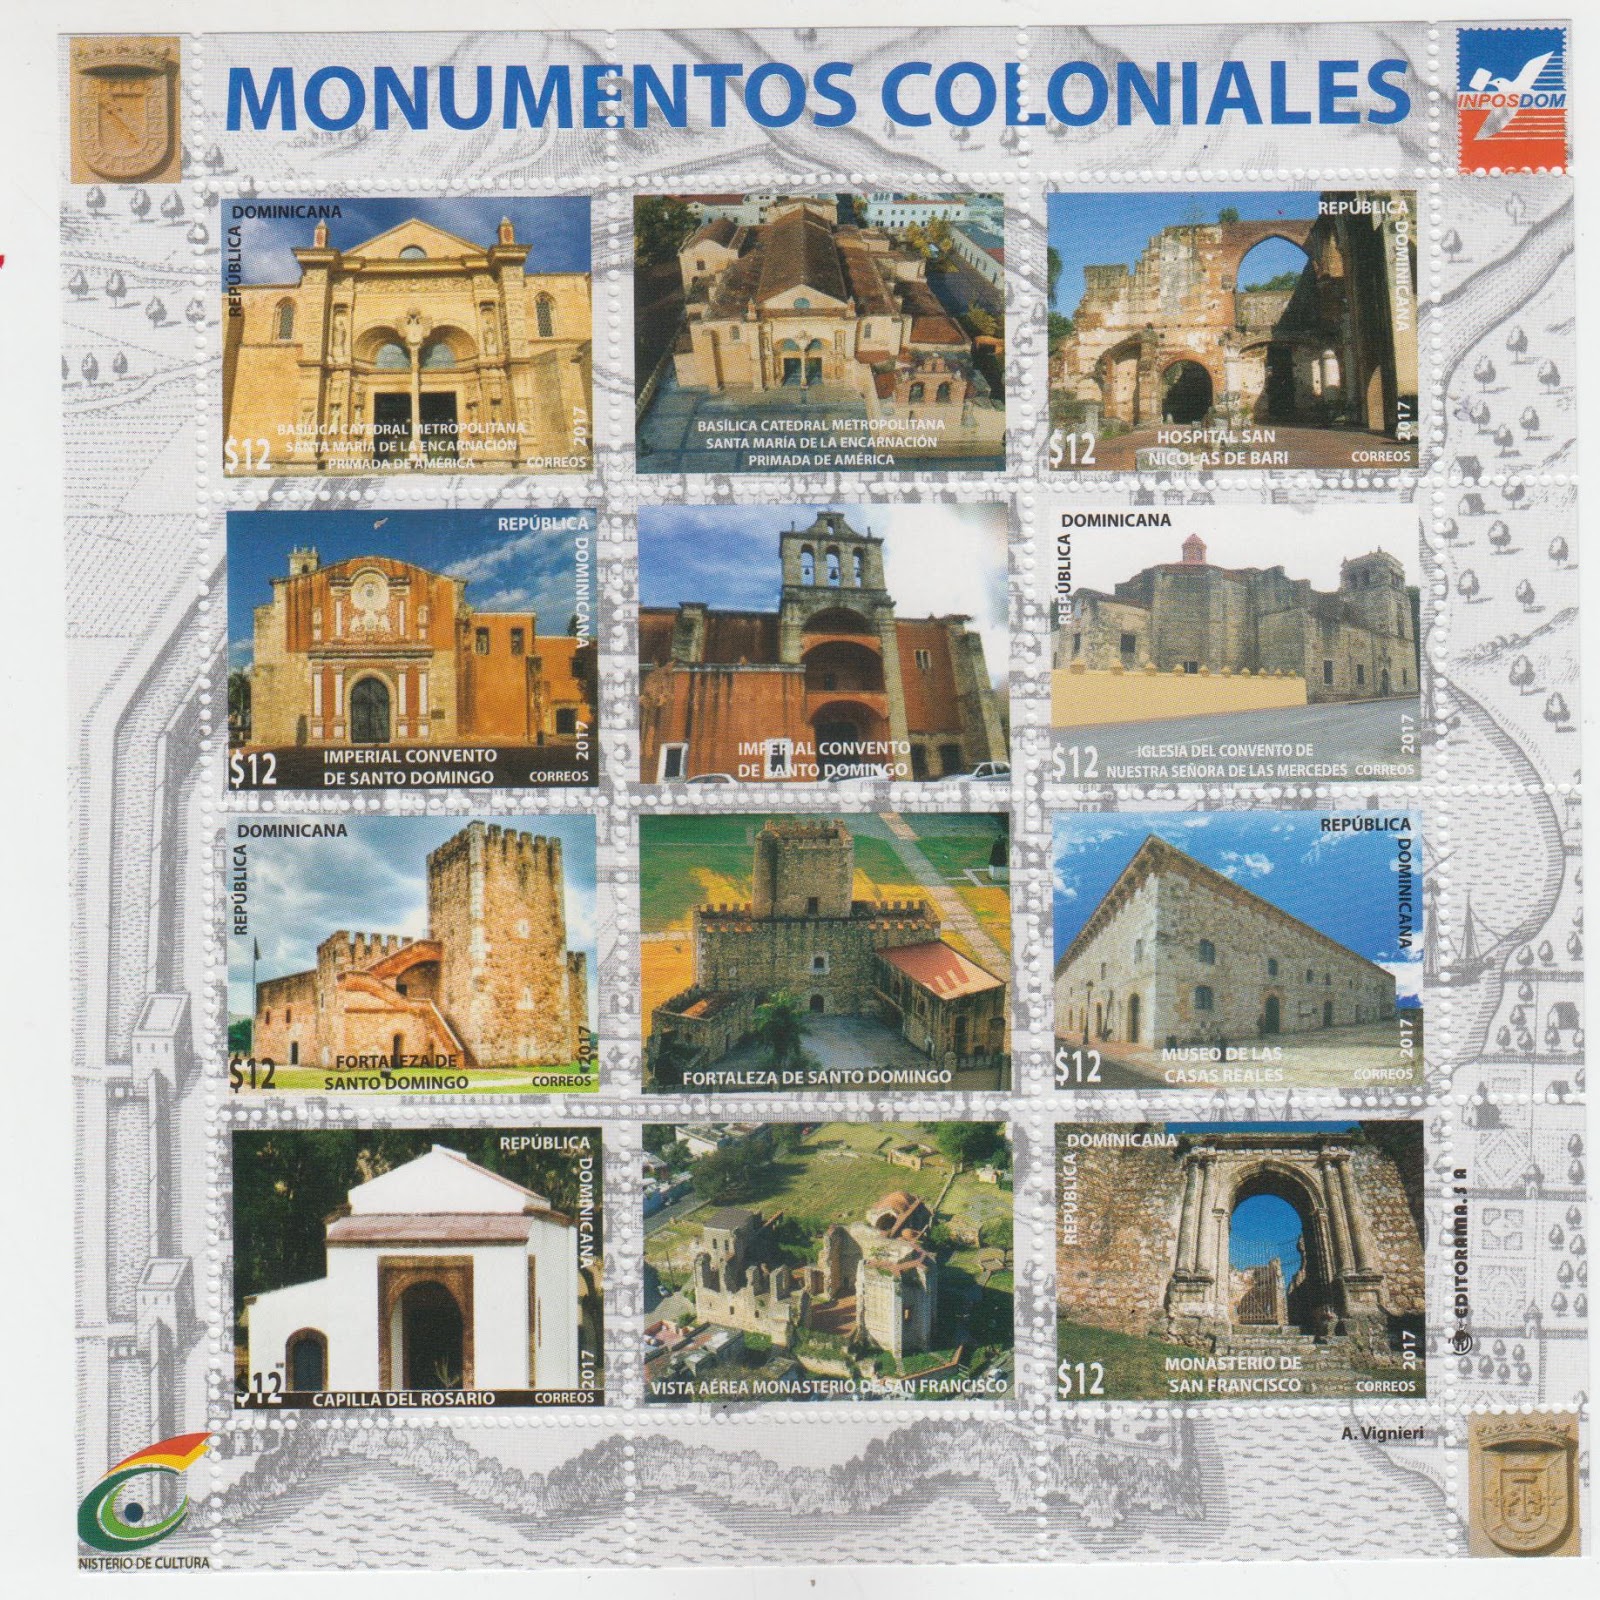 MONUMENTOS COLONIALES
INPOSDOM
DOMINICANA
REPÚBLICA
BASÍLICA CATEDRAL METROPOLITANA
SANTA MARÍA DE LA ENCARNACIÓN
PRIMADA DE AMÉRICA
$12
CORREOS
2017
BASÍLICA CATEDRAL METROPOLITANA
SANTA MARÍA DE LA ENCARNACIÓN
PRIMADA DE AMÉRICA
REPÚBLICA
DOMINICANA
HOSPITAL SAN
NICOLAS DE BARI
$12
CORREOS
2017
REPÚBLICA
DOMINICANA
IMPERIAL CONVENTO
DE SANTO DOMINGO
$12
CORREOS
2017
IMPERIAL CONVENTO
DE SANTO DOMINGO
DOMINICANA
REPÚBLICA
IGLESIA DEL CONVENTO DE
NUESTRA SEÑORA DE LAS MERCEDES
$12
CORREOS
2017
DOMINICANA
REPÚBLICA
FORTALEZA DE
SANTO DOMINGO
$12
CORREOS
2017
FORTALEZA DE SANTO DOMINGO
REPÚBLICA
DOMINICANA
MUSEO DE LAS
CASAS REALES
$12
CORREOS
2017
REPÚBLICA
DOMINICANA
CAPILLA DEL ROSARIO
$12
CORREOS
2017
VISTA AÉREA MONASTERIO DE SAN FRANCISCO
DOMINICANA
REPÚBLICA
MONASTERIO DE
SAN FRANCISCO
$12
CORREOS
2017
EDITORAMA.S A
A. Vignieri
NISTERIO DE CULTURA